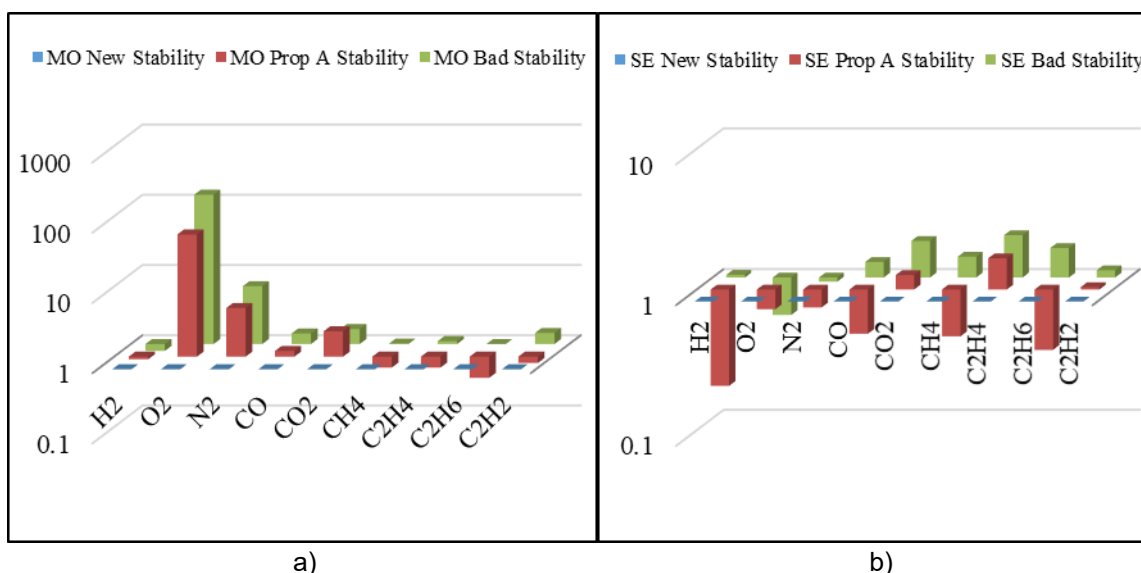 MO New Stability MO Prop A Stability MO Bad Stability
1000
100
10
1
0.1
H2 O2 N2 CO CO2 CH4 C2H4 C2H6 C2H2
a)
SE New Stability SE Prop A Stability SE Bad Stability
10
1
0.1
H2 O2 N2 CO CO2 CH4 C2H4 C2H6 C2H2
b)